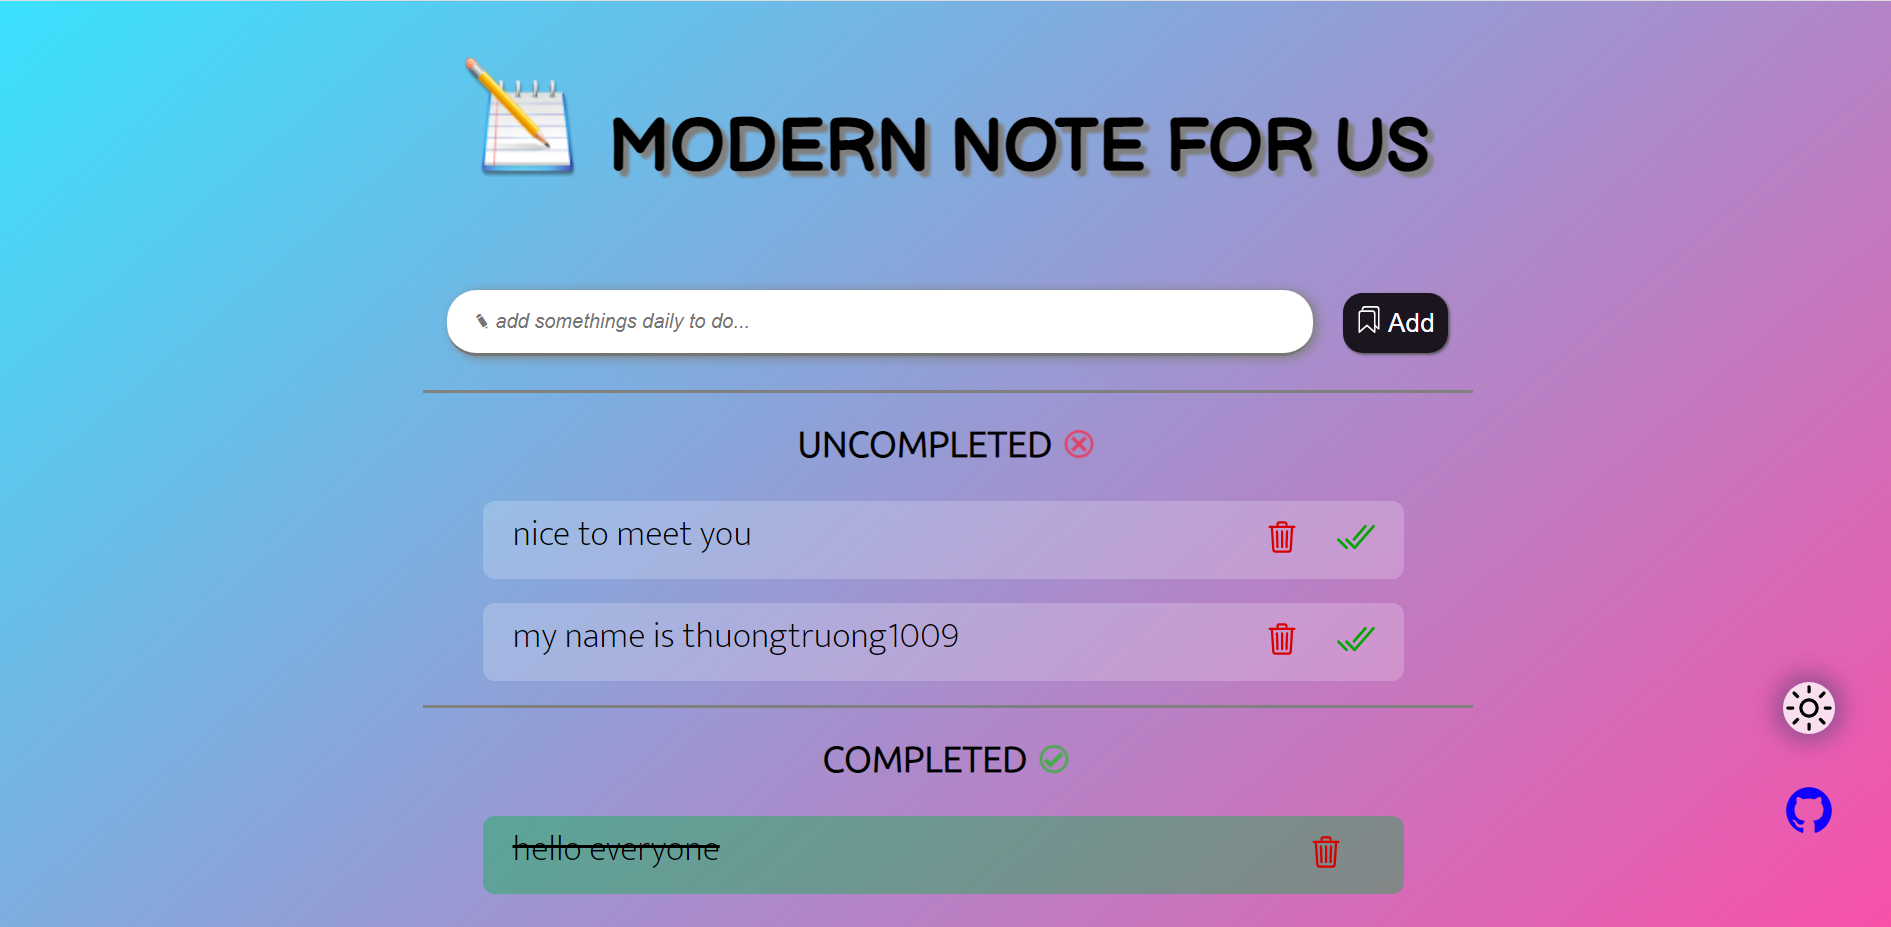 MODERN NOTE FOR US
add somethings daily to do...
Add
UNCOMPLETED
nice to meet you
my name is thuongtruong1009
COMPLETED
hello everyone